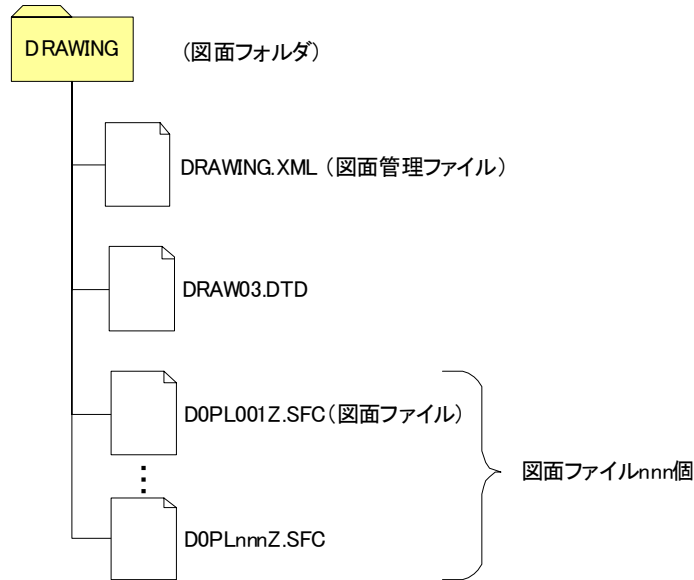 DRAWING
(図面フォルダ)
DRAWING.XML (図面管理ファイル)
DRAW03.DTD
D0PL001Z.SFC(図面ファイル)
図面ファイルnnn個
D0PLnnnZ.SFC